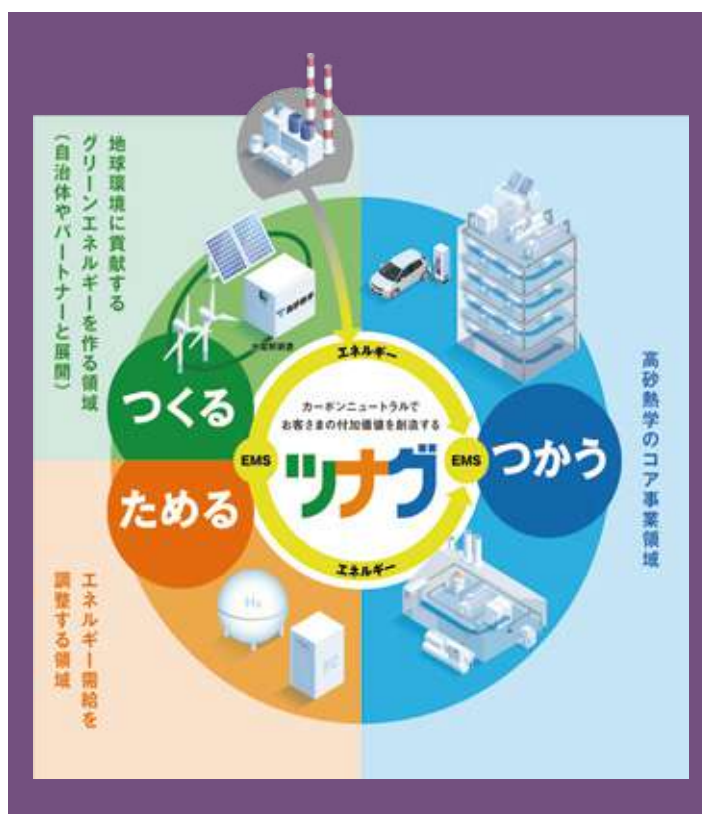 地球環境に貢献する
グリーンエネルギーを作る領域
（自治体やパートナーと展開）
つくる
ためる
エネルギー需給を
調整する領域
エネルギー
カーボンニュートラルで
お客さまの付加価値を創造する
ツナグ
EMS
EMS
エネルギー
つかう
高砂熱学のコア事業領域
H₂